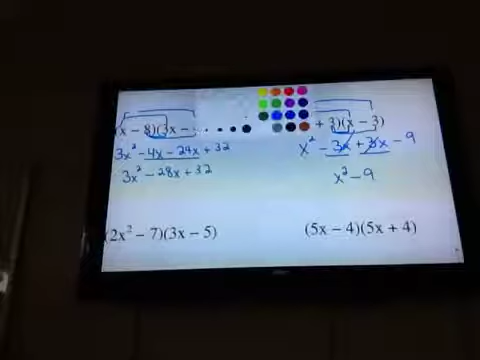 (x − 8)(3x −
3x² − 4x − 24x + 32
3x² − 28x + 32
+ 3)(x − 3)
x² − 3x + 3x − 9
x² − 9
(2x² − 7)(3x − 5)
(5x − 4)(5x + 4)